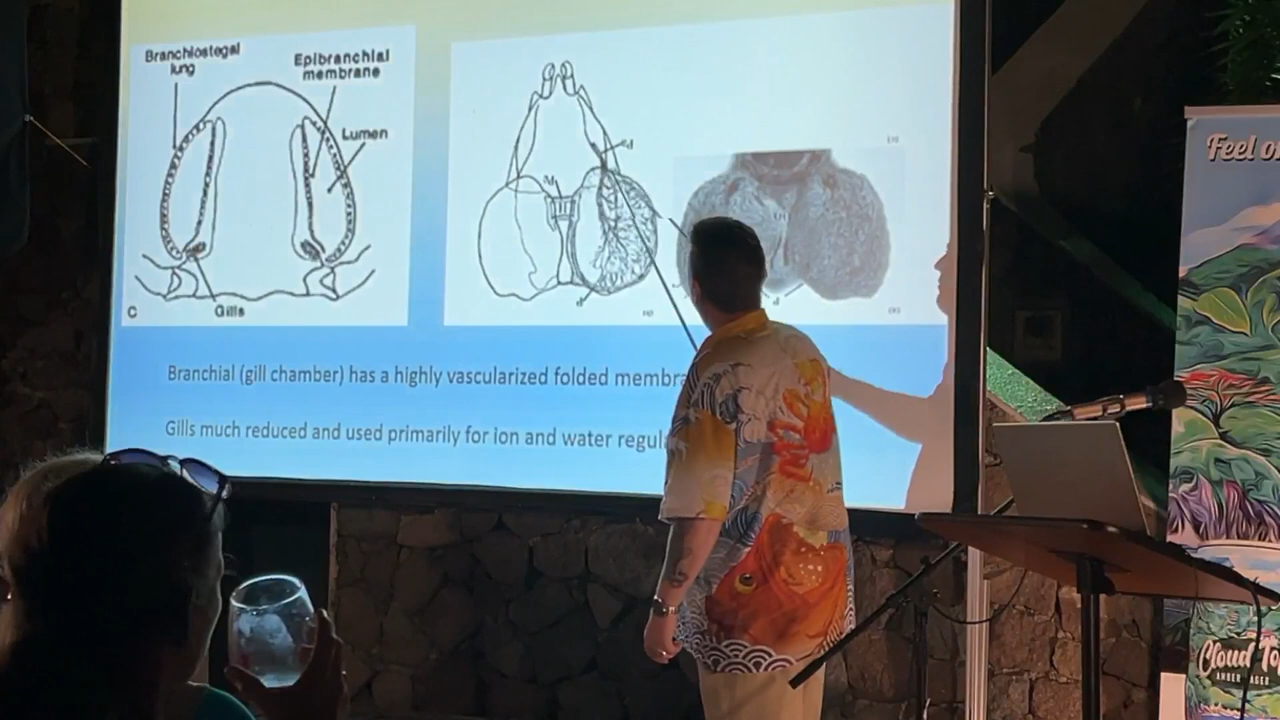 Branchiostegal
lung
Epibranchial
membrane
Lumen
C
Gills
Branchial (gill chamber) has a highly vascularized folded membra
Gills much reduced and used primarily for ion and water regul
Feel o
Cloud To
AMBER LAGER